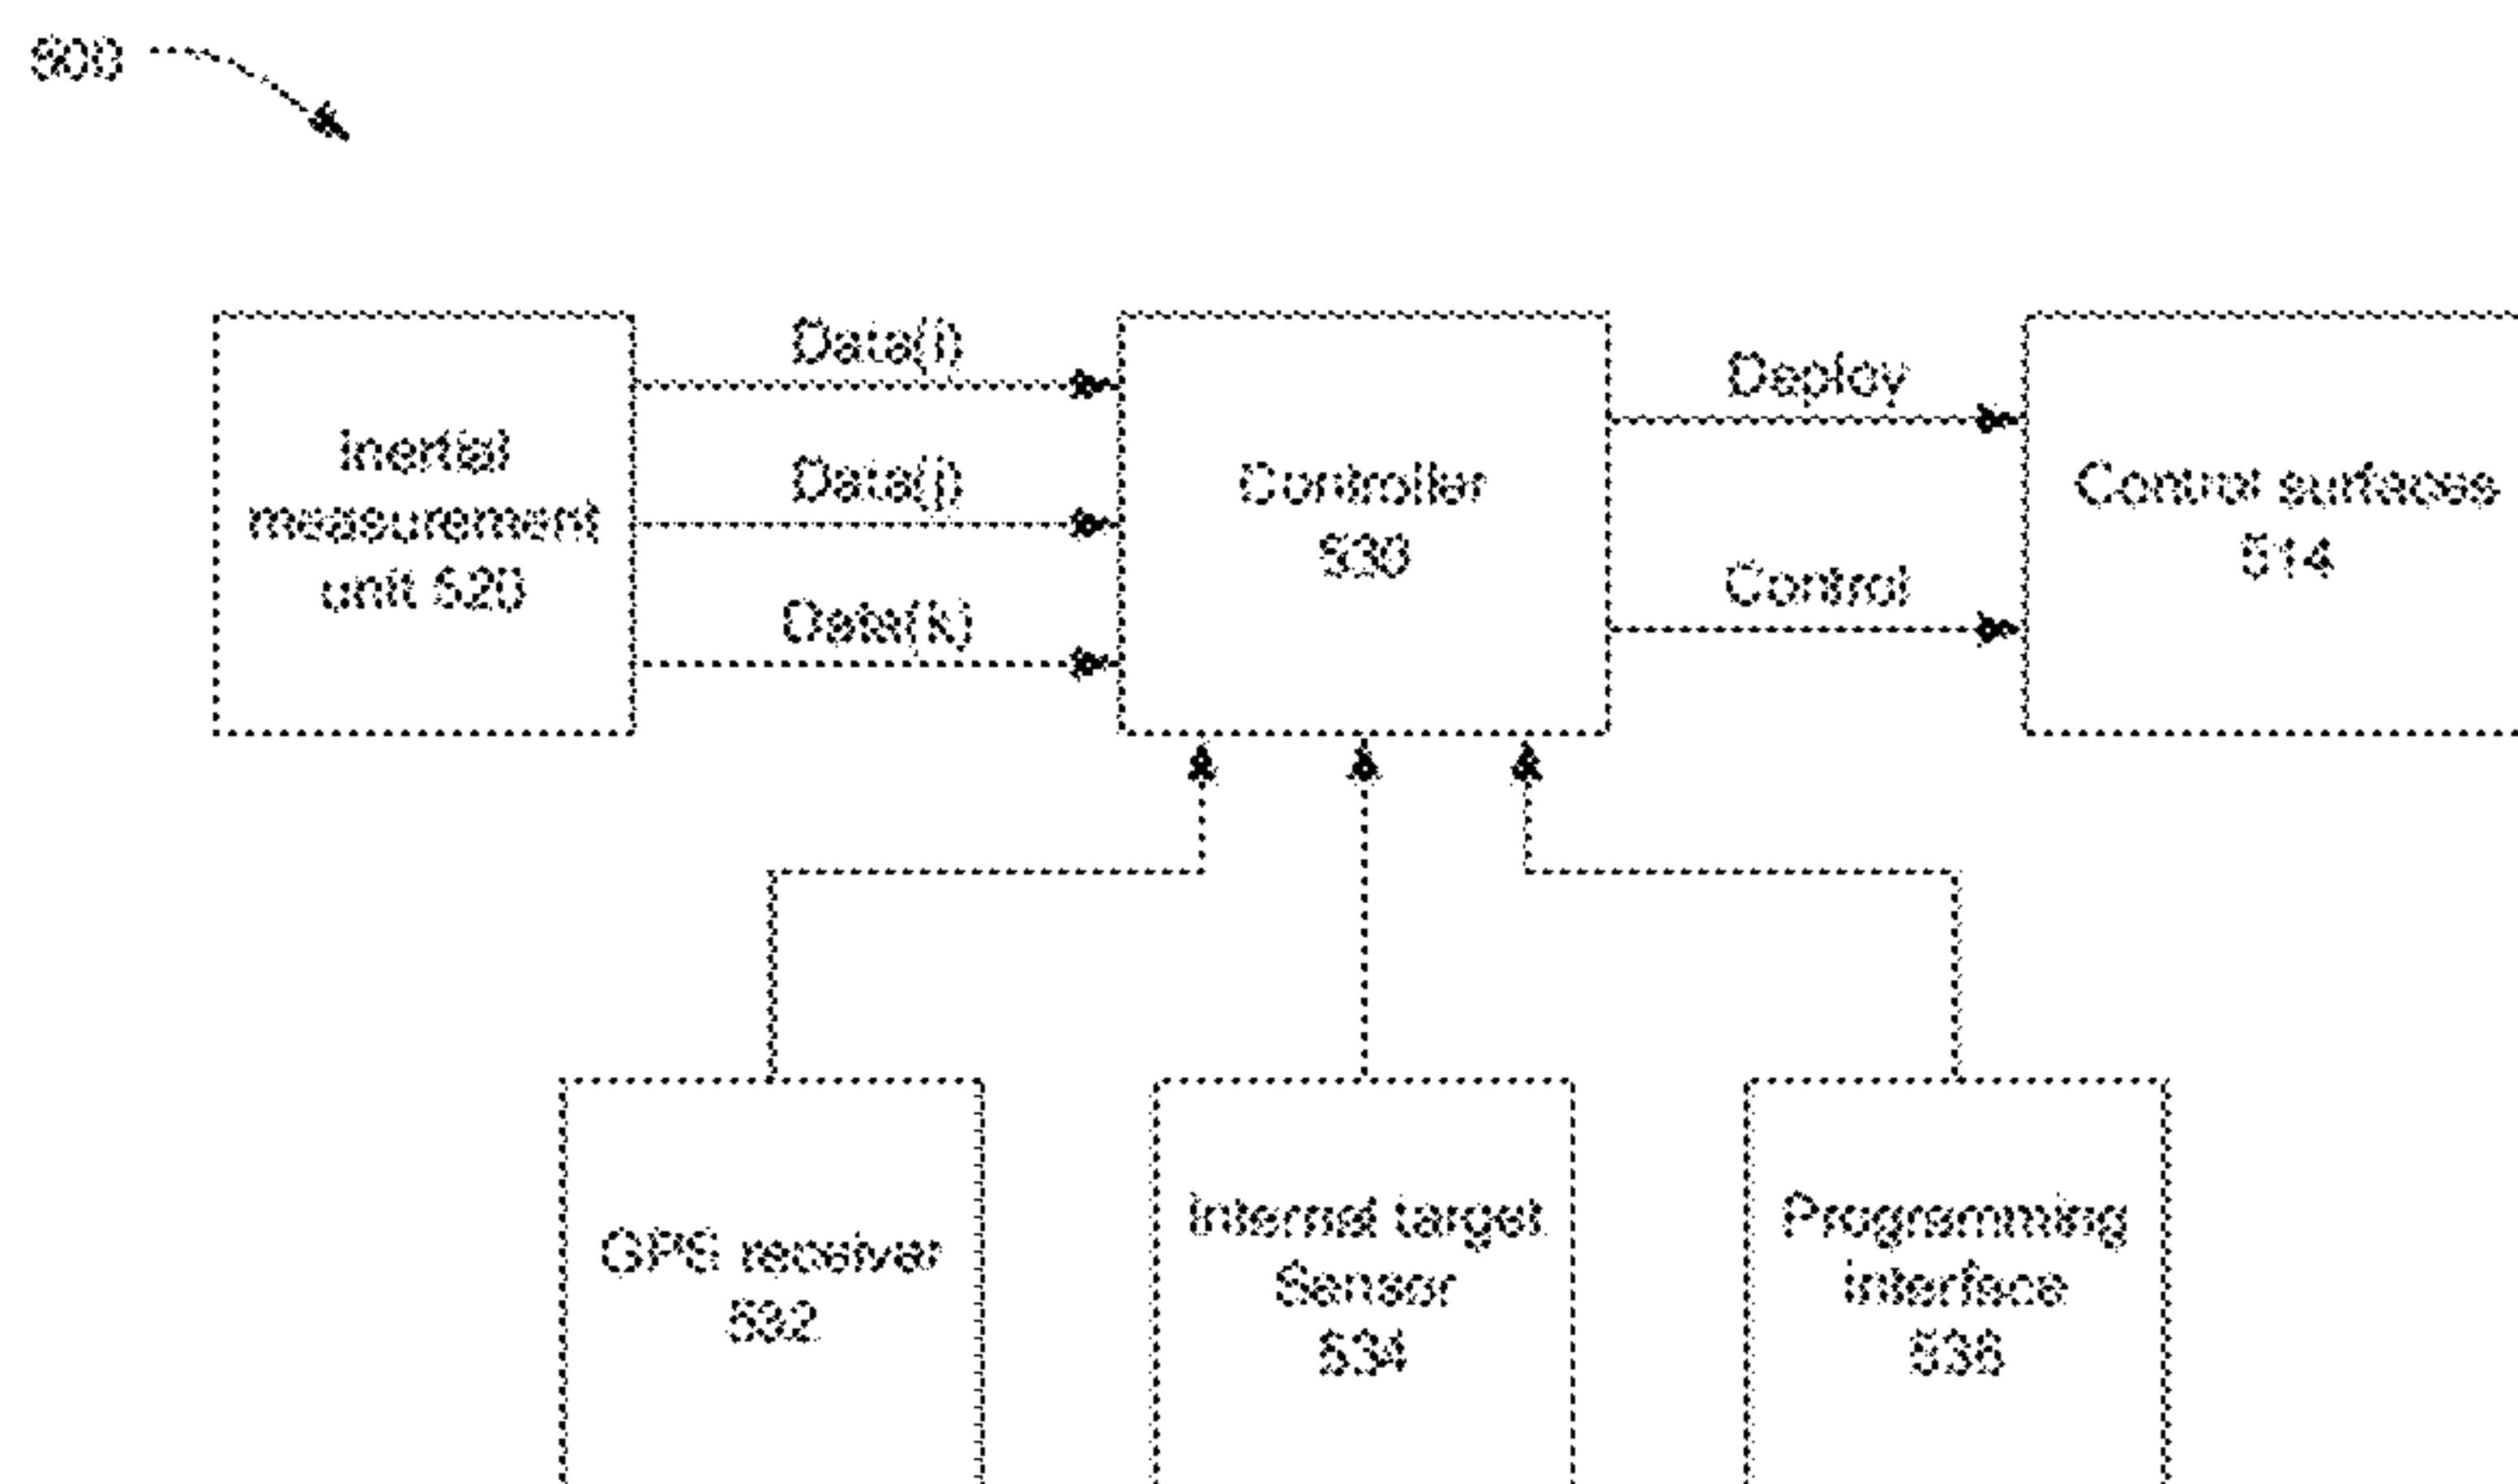 500
Data(i)
Deploy
Inertial
measurement
unit 520
Data(j)
Controller
530
Control surfaces
514
Data(k)
Control
GPS receiver
532
Internal target
Sensor
534
Programming
interface